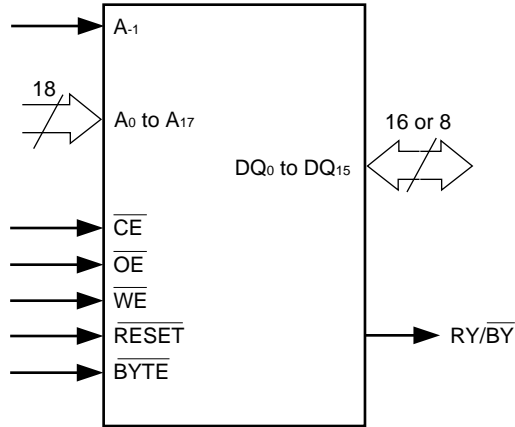 A-1
18
A0 to A17
16 or 8
DQ0 to DQ15
CE
OE
WE
RESET
RY/BY
BYTE